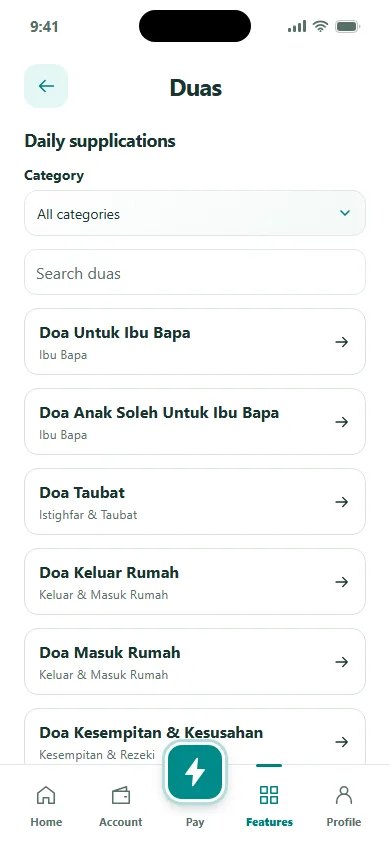 9:41
Duas
Daily supplications
Category
All categories
Search duas
Doa Untuk Ibu Bapa
Ibu Bapa
Doa Anak Soleh Untuk Ibu Bapa
Ibu Bapa
Doa Taubat
Istighfar & Taubat
Doa Keluar Rumah
Keluar & Masuk Rumah
Doa Masuk Rumah
Keluar & Masuk Rumah
Doa Kesempitan & Kesusahan
Kesempitan & Rezeki
Home
Account
Pay
Features
Profile